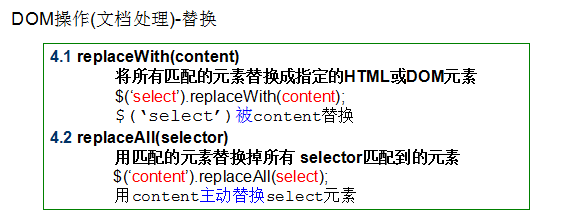 DOM操作(文档处理)-替换
4.1 replaceWith(content)
将所有匹配的元素替换成指定的HTML或DOM元素
$(‘select’).replaceWith(content);
$(‘select’)被content替换
4.2 replaceAll(selector)
用匹配的元素替换掉所有 selector匹配到的元素
$(‘content’).replaceAll(select);
用content主动替换select元素